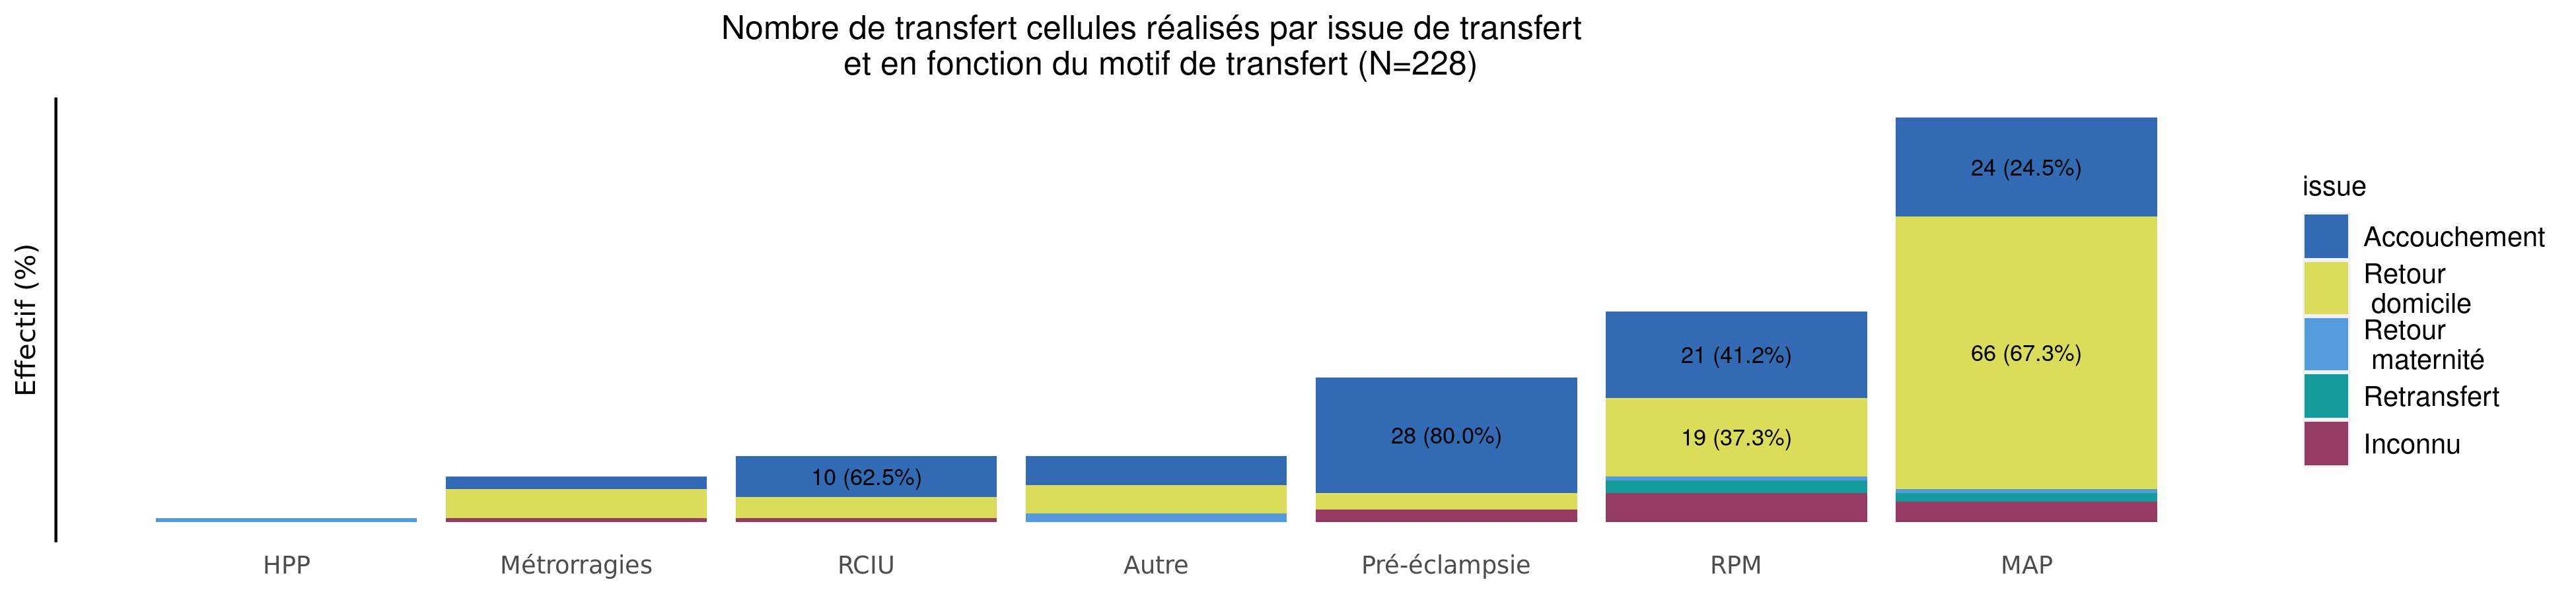 Nombre de transfert cellules réalisés par issue de transfert
et en fonction du motif de transfert (N=228)
Effectif (%)
10 (62.5%)
28 (80.0%)
21 (41.2%)
19 (37.3%)
24 (24.5%)
66 (67.3%)
HPP
Métrorragies
RCIU
Autre
Pré-éclampsie
RPM
MAP
issue
Accouchement
Retour
domicile
Retour
maternité
Retransfert
Inconnu